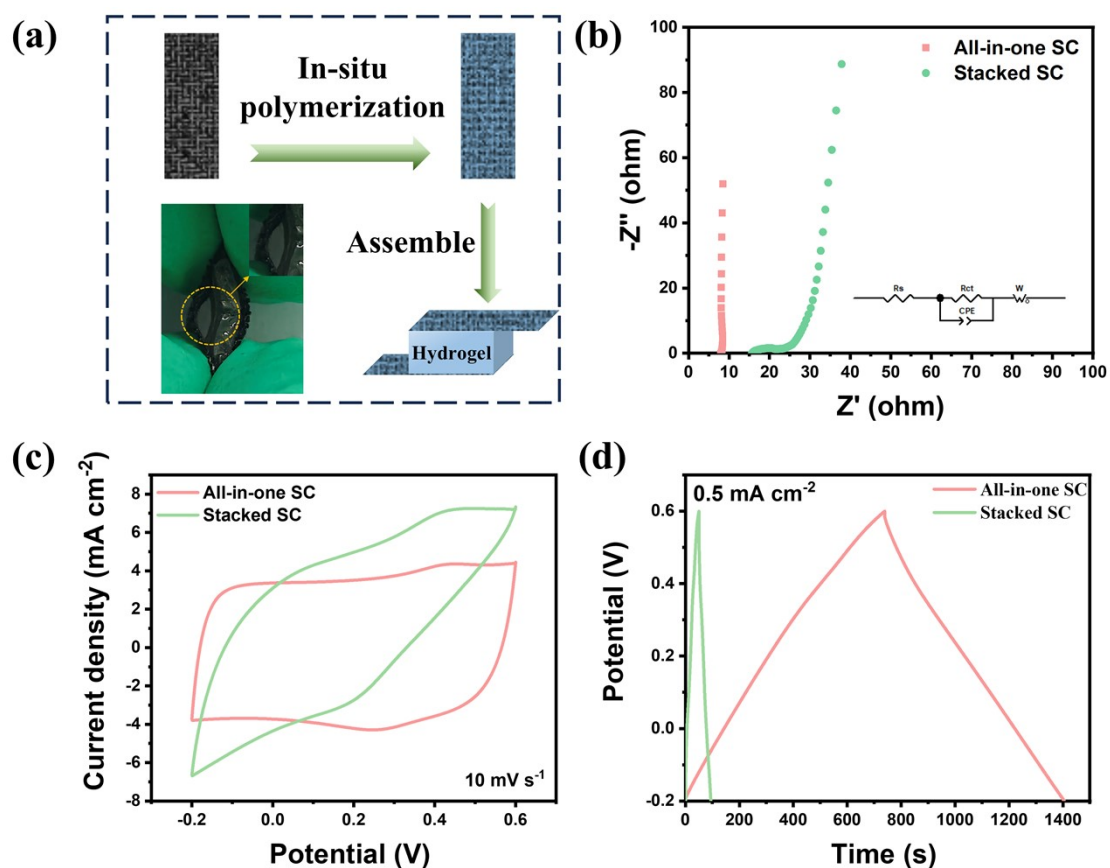 (a)
In-situ
polymerization
Assemble
Hydrogel
(b)
-Z'' (ohm)
100
80
60
40
20
0
All-in-one SC
Stacked SC
Rs
Rct
W
CPE
o
0 10 20 30 40 50 60 70 80 90 100
Z' (ohm)
(c)
Current density (mA cm⁻²)
8
6
4
2
0
-2
-4
-6
-8
All-in-one SC
Stacked SC
10 mV s⁻¹
-0.2 0.0 0.2 0.4 0.6
Potential (V)
(d)
Potential (V)
0.6
0.4
0.2
0.0
-0.2
0.5 mA cm⁻²
All-in-one SC
Stacked SC
0 200 400 600 800 1000 1200 1400
Time (s)